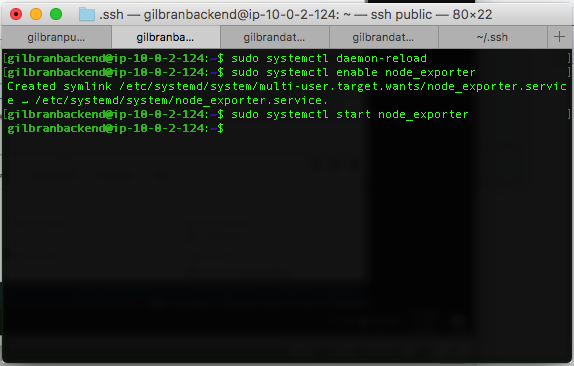 .ssh — gilbranbackend@ip-10-0-2-124: ~ — ssh public — 80×22
gilbranpu... gilbranba... gilbrandat... gilbrandat... ~/.ssh +
[gilbranbackend@ip-10-0-2-124:~$ sudo systemctl daemon-reload ]
[gilbranbackend@ip-10-0-2-124:~$ sudo systemctl enable node_exporter ]
Created symlink /etc/systemd/system/multi-user.target.wants/node_exporter.servic
e → /etc/systemd/system/node_exporter.service.
[gilbranbackend@ip-10-0-2-124:~$ sudo systemctl start node_exporter ]
gilbranbackend@ip-10-0-2-124:~$